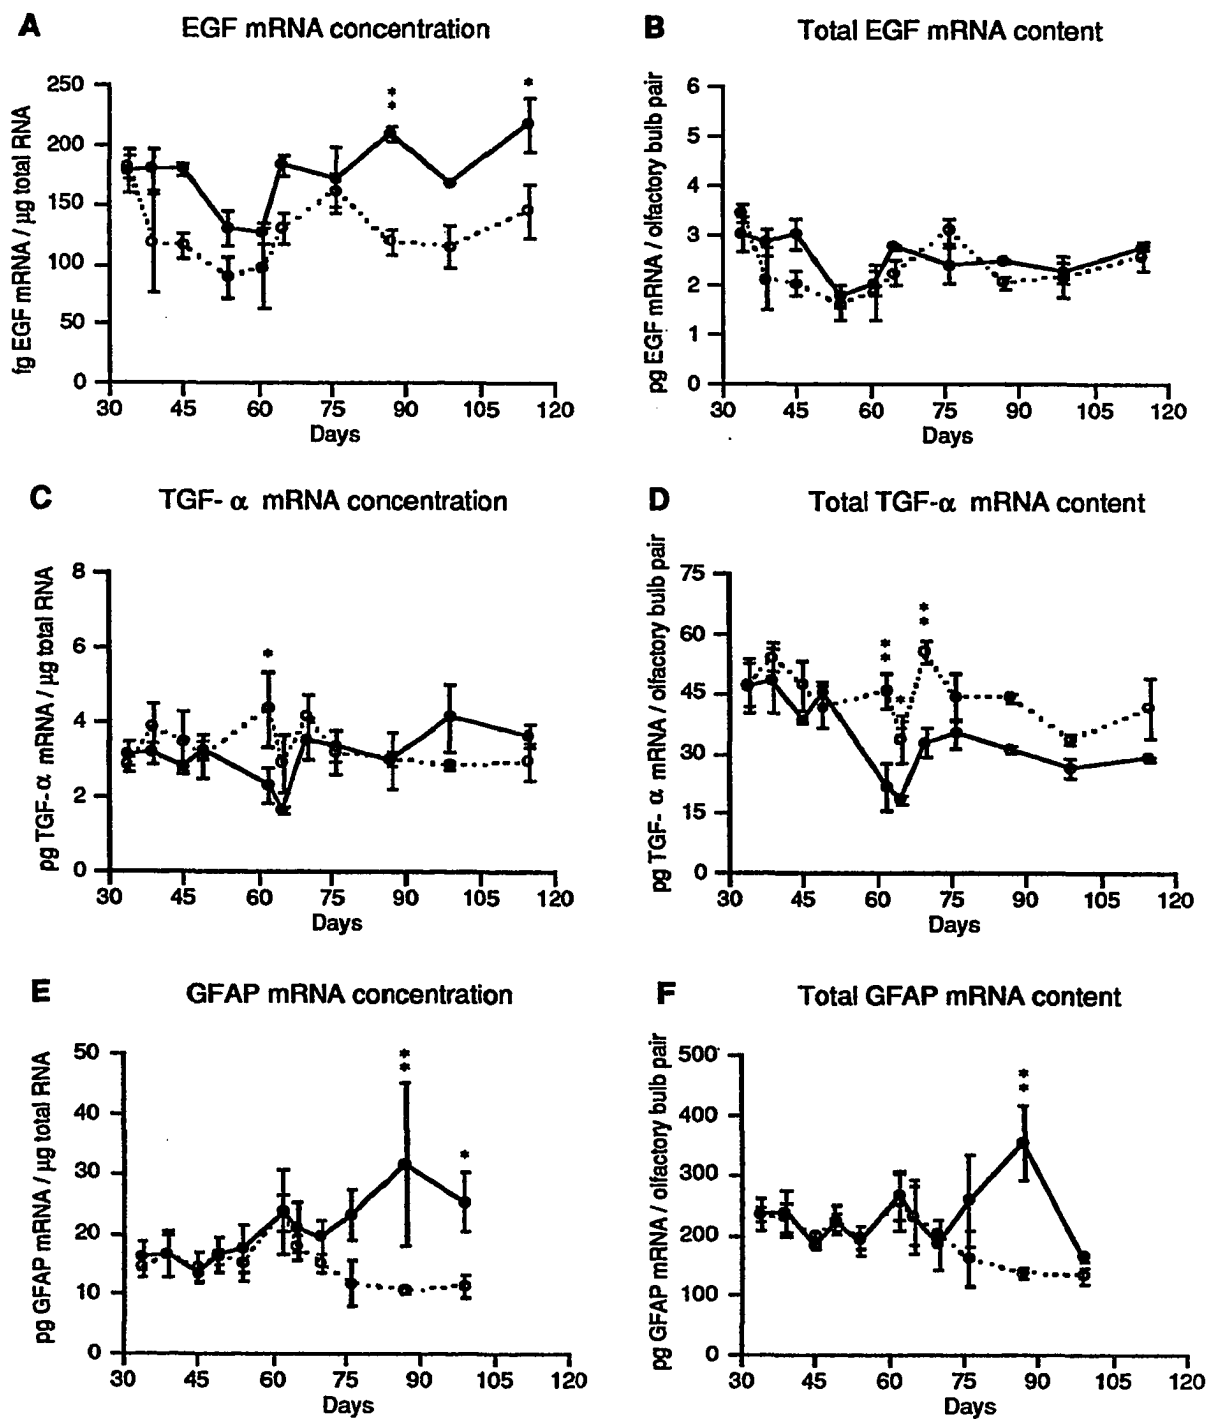 A EGF mRNA concentration
fg EGF mRNA / µg total RNA
250
200
150
100
50
0
* *
*
30 45 60 75 90 105 120
Days
B Total EGF mRNA content
pg EGF mRNA / olfactory bulb pair
6
5
4
3
2
1
0
30 45 60 75 90 105 120
Days
C TGF- α mRNA concentration
pg TGF- α mRNA / µg total RNA
8
6
4
2
0
*
30 45 60 75 90 105 120
Days
D Total TGF-α mRNA content
pg TGF- α mRNA / olfactory bulb pair
75
60
45
30
15
0
* *
*
* *
30 45 60 75 90 105 120
Days
E GFAP mRNA concentration
pg GFAP mRNA / µg total RNA
50
40
30
20
10
0
* *
*
30 45 60 75 90 105 120
Days
F Total GFAP mRNA content
pg GFAP mRNA / olfactory bulb pair
500
400
300
200
100
0
* *
30 45 60 75 90 105 120
Days